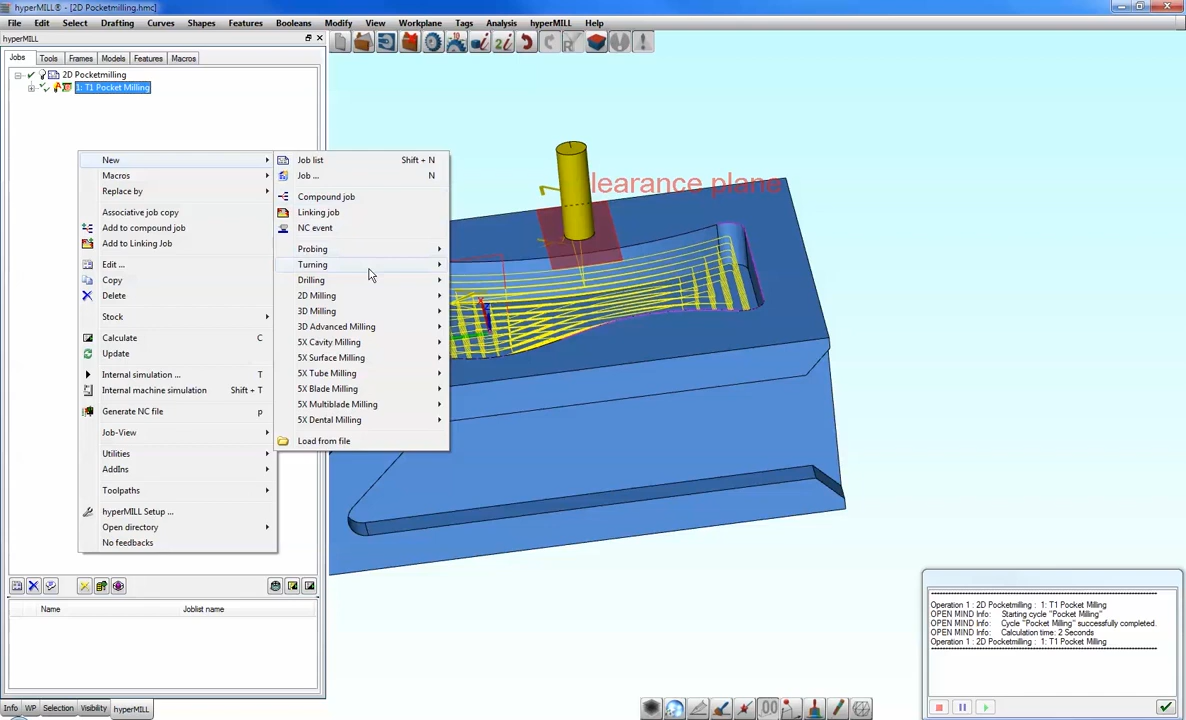 hyperMILL® - [2D Pocketmilling.hmc]
File Edit Select Drafting Curves Shapes Features Booleans Modify View Workplane Tags Analysis hyperMILL Help
hyperMILL
Jobs Tools Frames Models Features Macros
2D Pocketmilling
1: T1 Pocket Milling
New
Macros
Replace by
Associative job copy
Add to compound job
Add to Linking Job
Edit ...
Copy
Delete
Stock
Calculate C
Update
Internal simulation ... T
Internal machine simulation Shift + T
Generate NC file p
Job-View
Utilities
AddIns
Toolpaths
hyperMILL Setup ...
Open directory
No feedbacks
Job list Shift + N
Job ... N
Compound job
Linking job
NC event
Probing
Turning
Drilling
2D Milling
3D Milling
3D Advanced Milling
5X Cavity Milling
5X Surface Milling
5X Tube Milling
5X Blade Milling
5X Multiblade Milling
5X Dental Milling
Load from file
learance plane
Name Joblist name
Operation 1 : 2D Pocketmilling : 1: T1 Pocket Milling
OPEN MIND Info: Starting cycle "Pocket Milling"
OPEN MIND Info: Cycle "Pocket Milling" successfully completed.
OPEN MIND Info: Calculation time: 2 Seconds
Operation 1 : 2D Pocketmilling : 1: T1 Pocket Milling
Info WP Selection Visibility hyperMILL